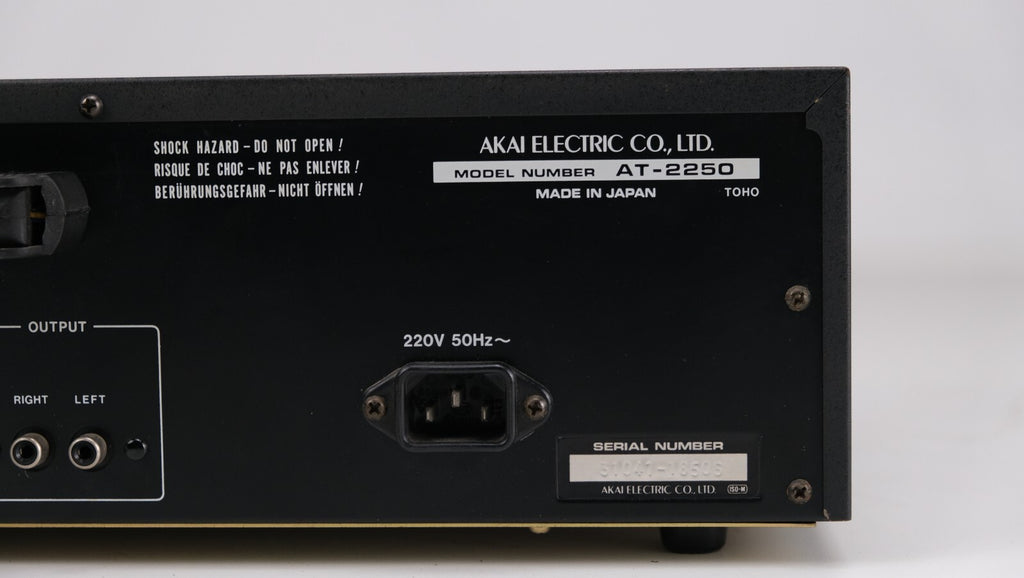 SHOCK HAZARD – DO NOT OPEN !
RISQUE DE CHOC – NE PAS ENLEVER !
BERÜHRUNGSGEFAHR – NICHT ÖFFNEN !
AKAI ELECTRIC CO., LTD.
MODEL NUMBER AT-2250
MADE IN JAPAN TOHO
OUTPUT
RIGHT LEFT
220V 50Hz~
SERIAL NUMBER
AKAI ELECTRIC CO., LTD. ISO-M